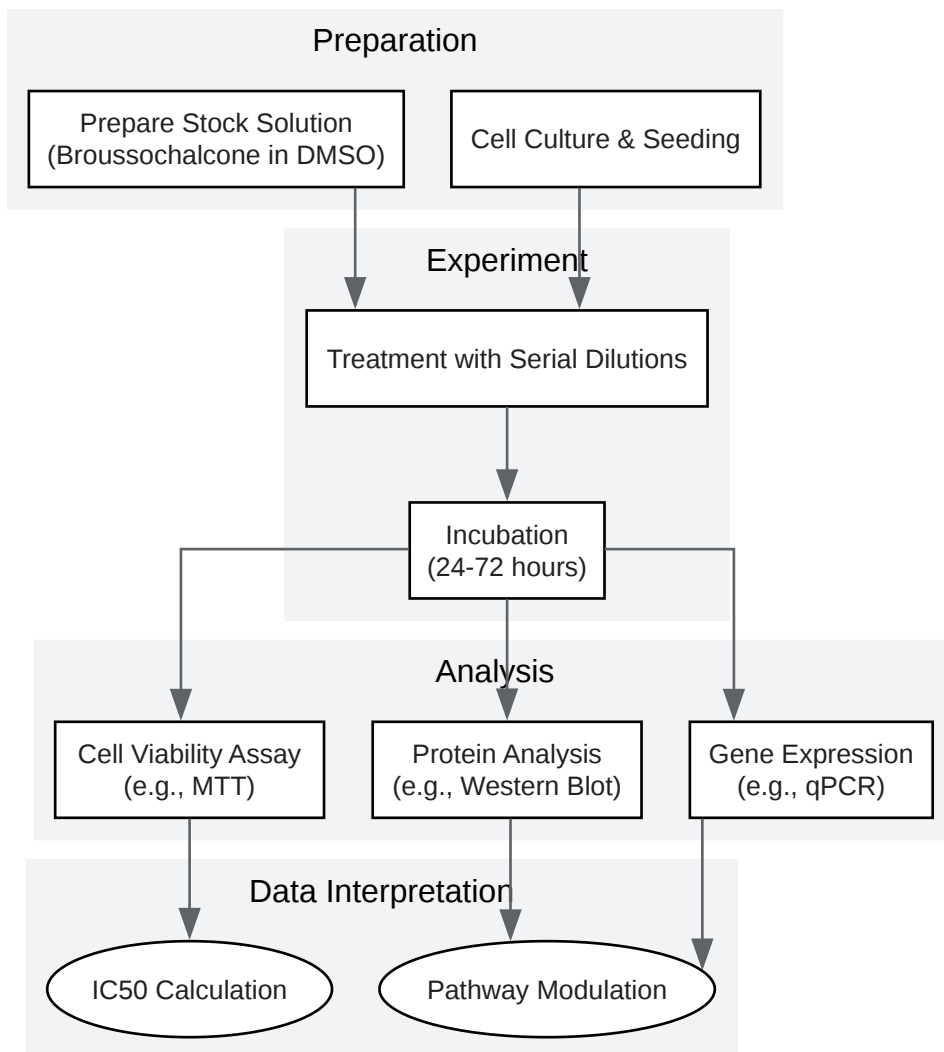 Preparation
Prepare Stock Solution
(Broussochalcone in DMSO)
Cell Culture & Seeding
Experiment
Treatment with Serial Dilutions
Incubation
(24-72 hours)
Analysis
Cell Viability Assay
(e.g., MTT)
Protein Analysis
(e.g., Western Blot)
Gene Expression
(e.g., qPCR)
Data Interpretation
IC50 Calculation
Pathway Modulation